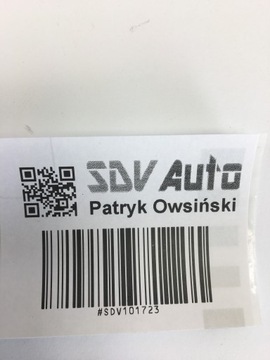 SDV Auto
Patryk Owsiński
#SDV101723